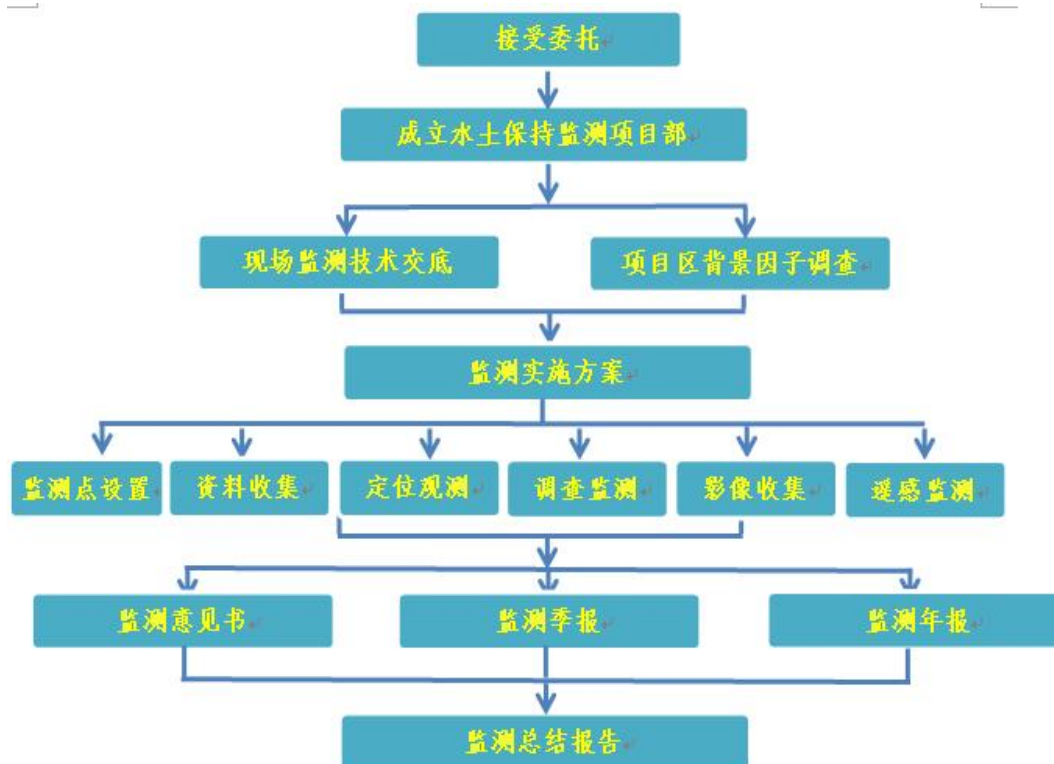 接受委托
成立水土保持监测项目部
现场监测技术交底
项目区背景因子调查
监测实施方案
监测点设置
资料收集
定位观测
调查监测
影像收集
遥感监测
监测意见书
监测季报
监测年报
监测总结报告